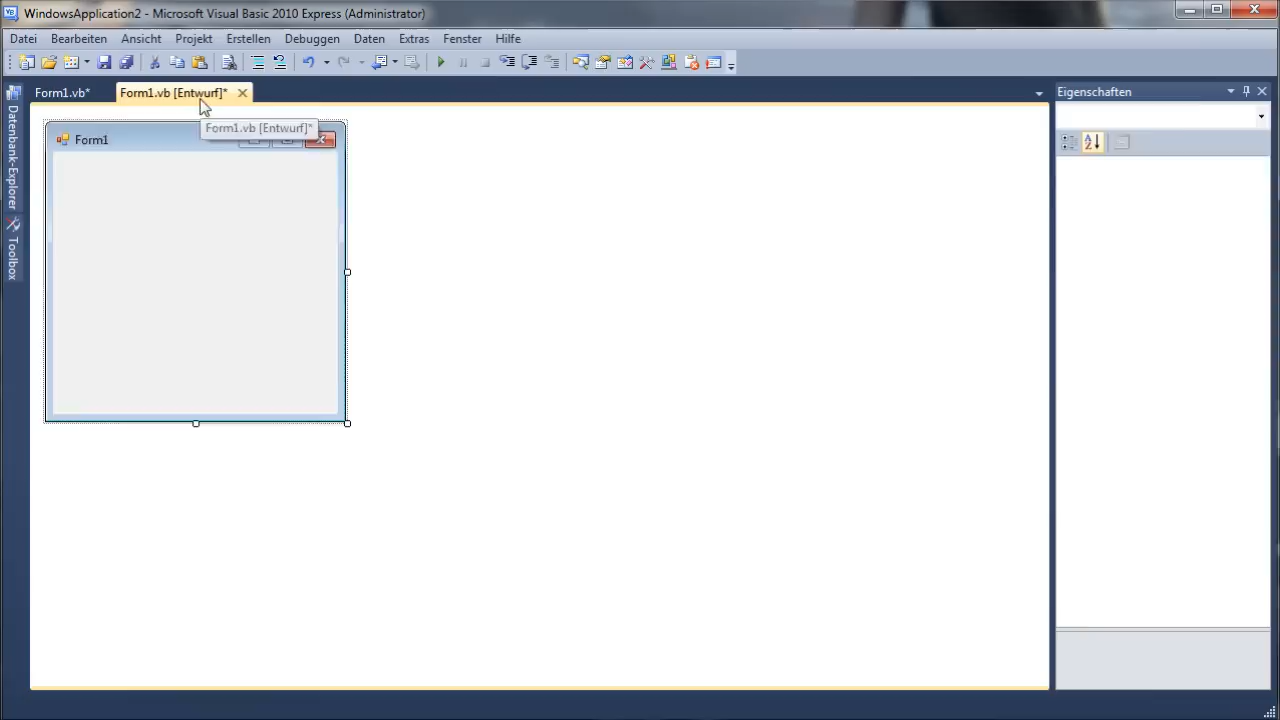 WindowsApplication2 - Microsoft Visual Basic 2010 Express (Administrator)
Datei Bearbeiten Ansicht Projekt Erstellen Debuggen Daten Extras Fenster Hilfe
Form1.vb* Form1.vb [Entwurf]*
Eigenschaften
Form1.vb [Entwurf]*
Form1
Datenbank-Explorer
Toolbox